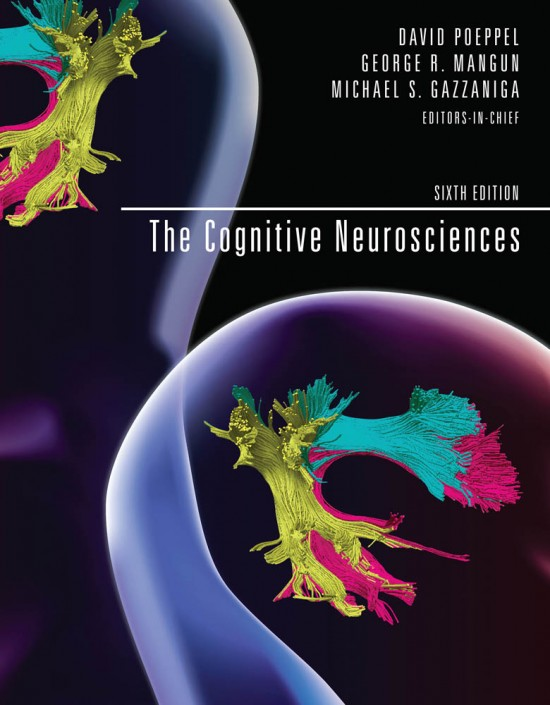 DAVID POEPPEL
GEORGE R. MANGUN
MICHAEL S. GAZZANIGA
EDITORS-IN-CHIEF
SIXTH EDITION
The Cognitive Neurosciences